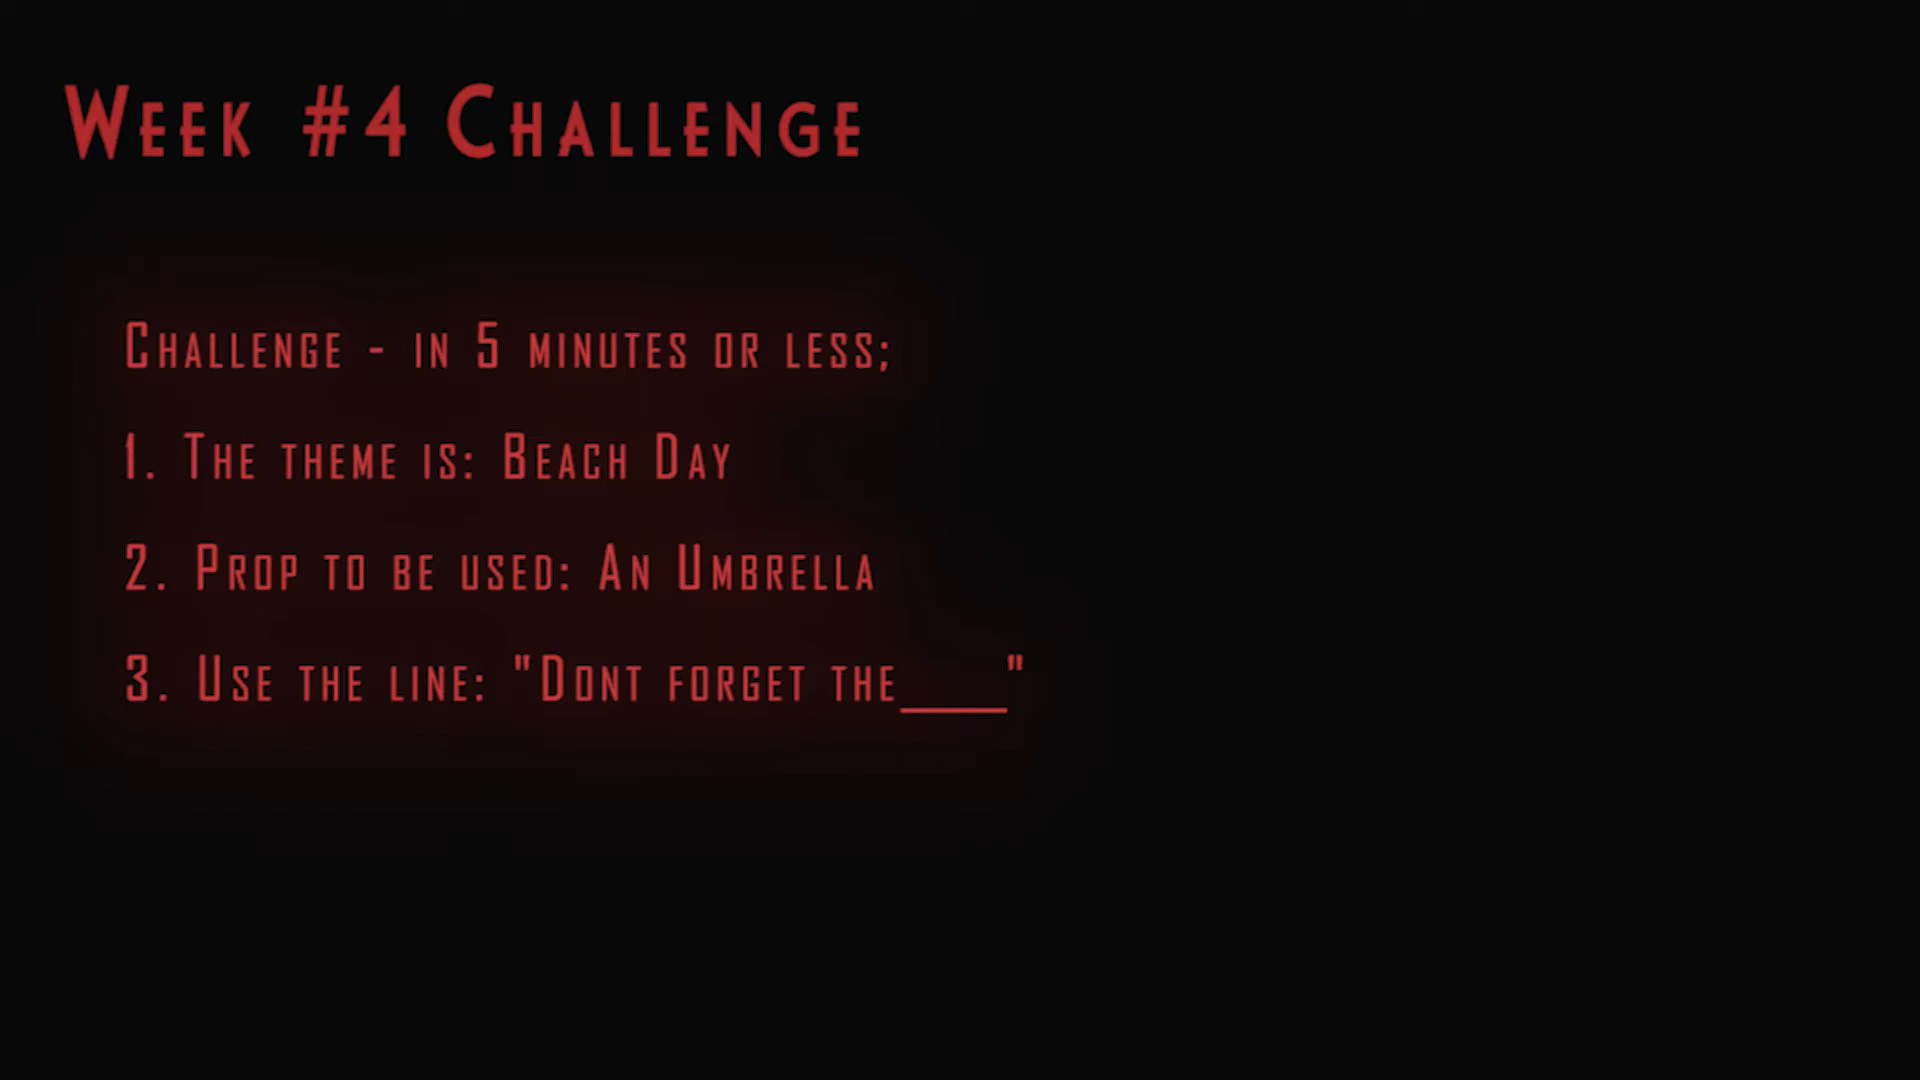 Week #4 Challenge
Challenge - in 5 minutes or less;
1. The theme is: Beach Day
2. Prop to be used: An Umbrella
3. Use the line: "Dont forget the____"